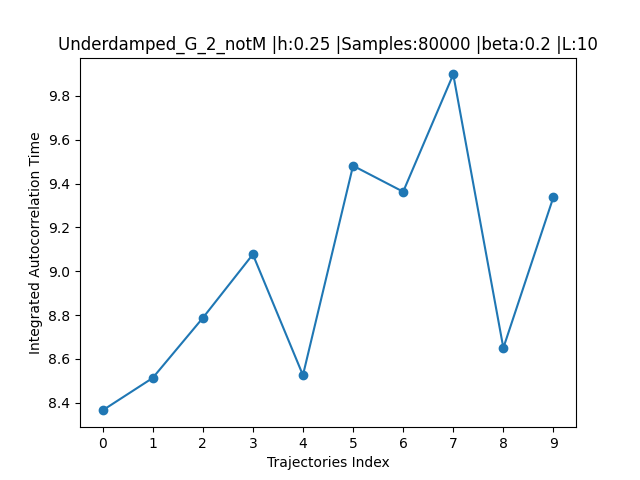 Underdamped_G_2_notM |h:0.25 |Samples:80000 |beta:0.2 |L:10
9.8
9.6
9.4
9.2
9.0
8.8
8.6
8.4
Integrated Autocorrelation Time
0 1 2 3 4 5 6 7 8 9
Trajectories Index